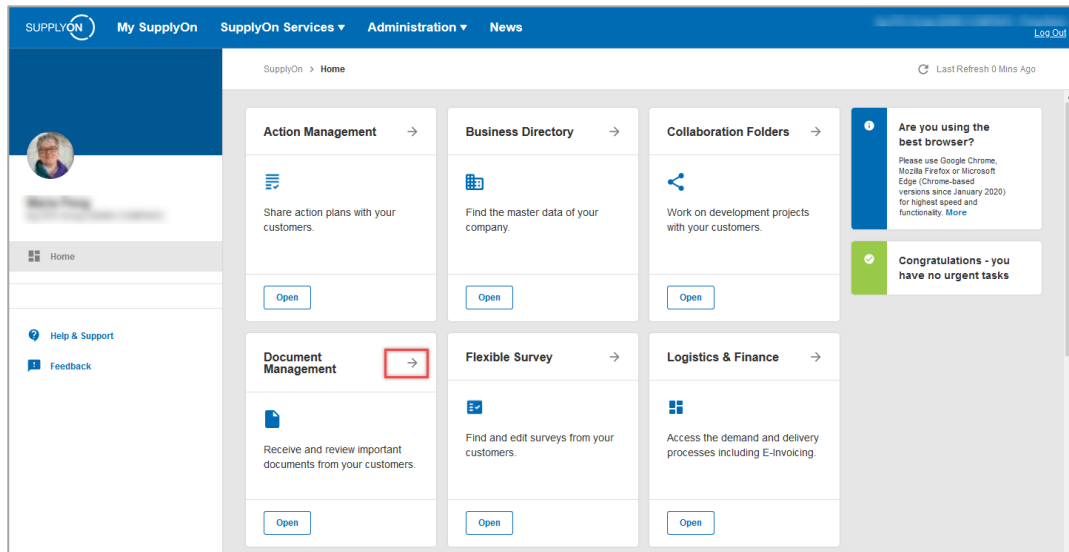 SUPPLYON
My SupplyOn
SupplyOn Services ▾
Administration ▾
News
Log Out
SupplyOn > Home
Last Refresh 0 Mins Ago
Home
Help & Support
Feedback
Action Management →
Share action plans with your
customers.
Open
Business Directory →
Find the master data of your
company.
Open
Collaboration Folders →
Work on development projects
with your customers.
Open
Are you using the
best browser?
Please use Google Chrome,
Mozilla Firefox or Microsoft
Edge (Chrome-based
versions since January 2020)
for highest speed and
functionality. More
Congratulations - you
have no urgent tasks
Document
Management →
Receive and review important
documents from your customers.
Open
Flexible Survey →
Find and edit surveys from your
customers.
Open
Logistics & Finance →
Access the demand and delivery
processes including E-Invoicing.
Open